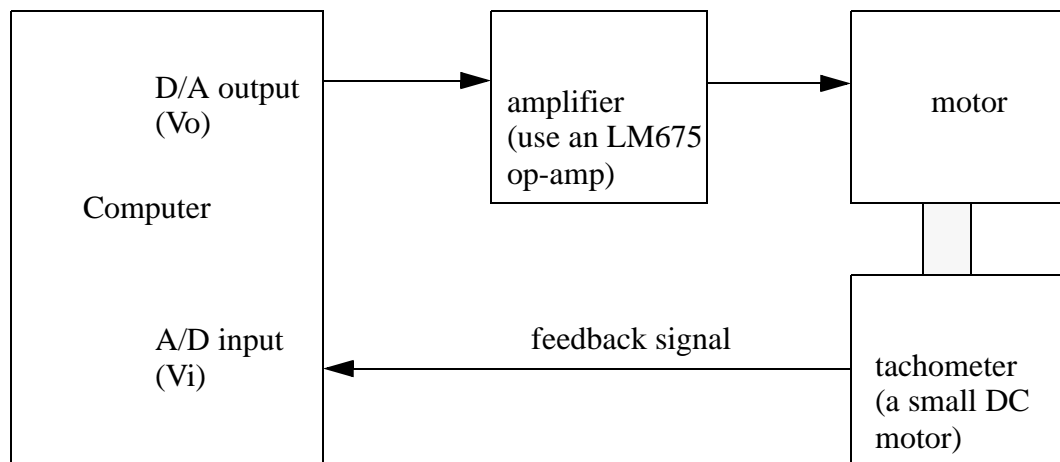 D/A output
(Vo)
Computer
A/D input
(Vi)
amplifier
(use an LM675
op-amp)
motor
feedback signal
tachometer
(a small DC
motor)